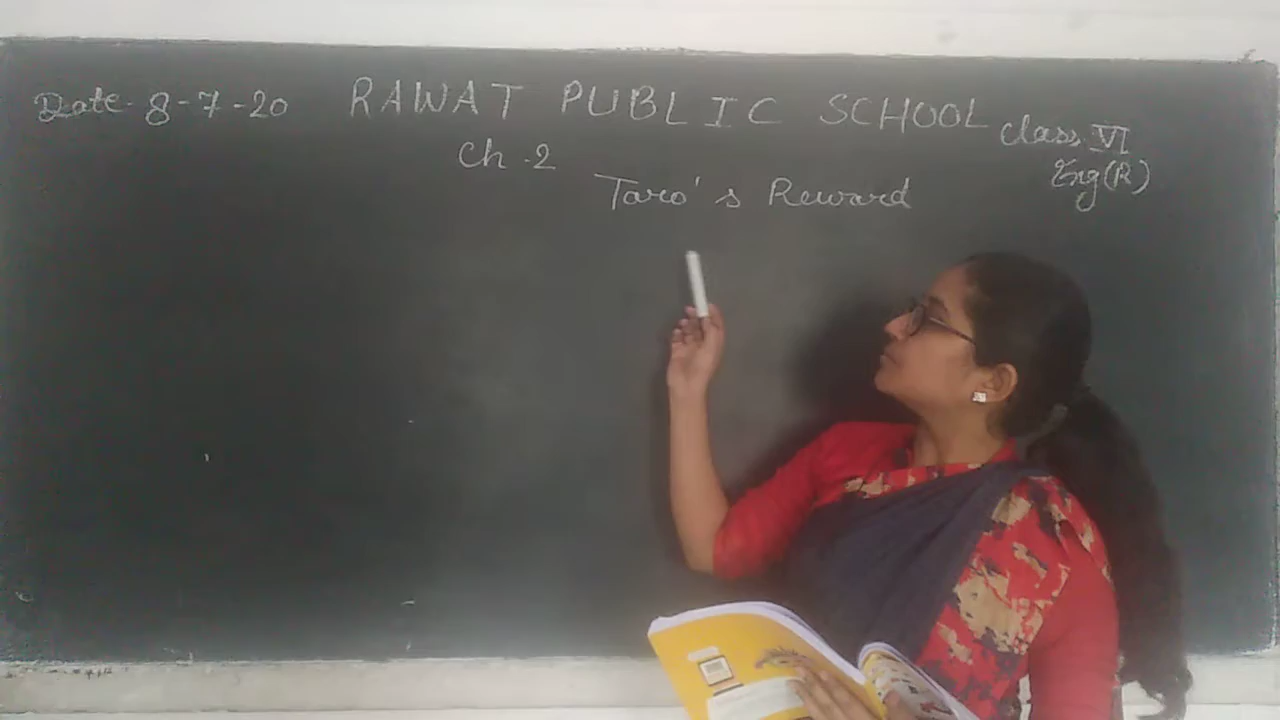 Date - 8-7-20 RAWAT PUBLIC SCHOOL class VI
Ch. 2 Eng (R)
Taro's Reward